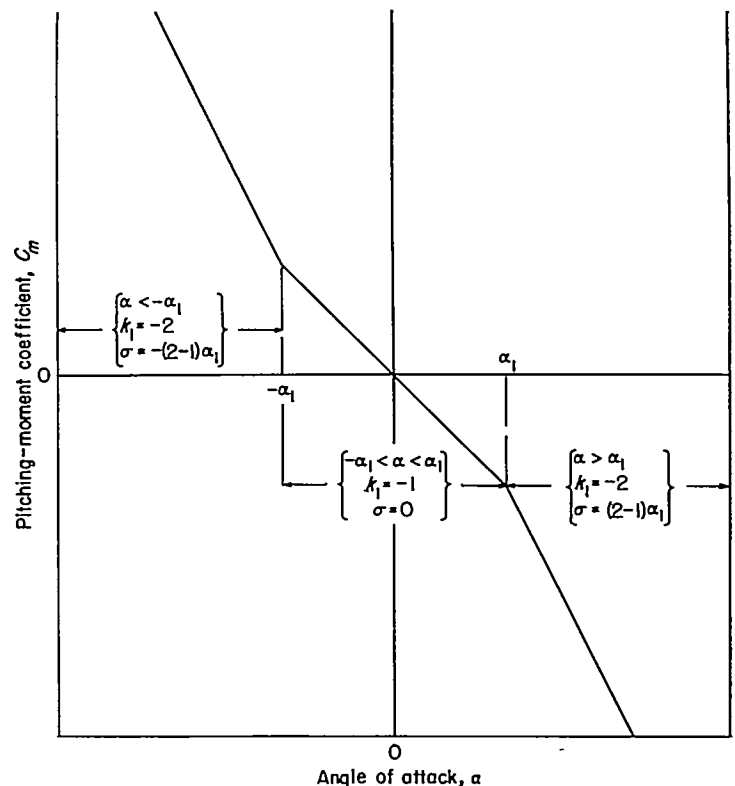 Pitching-moment coefficient, Cm
α < -α₁
k₁ = -2
σ = -(2-1)α₁
0
-α₁
α₁
-α₁ < α < α₁
k₁ = -1
σ = 0
α > α₁
k₁ = -2
σ = (2-1)α₁
0
Angle of attack, α